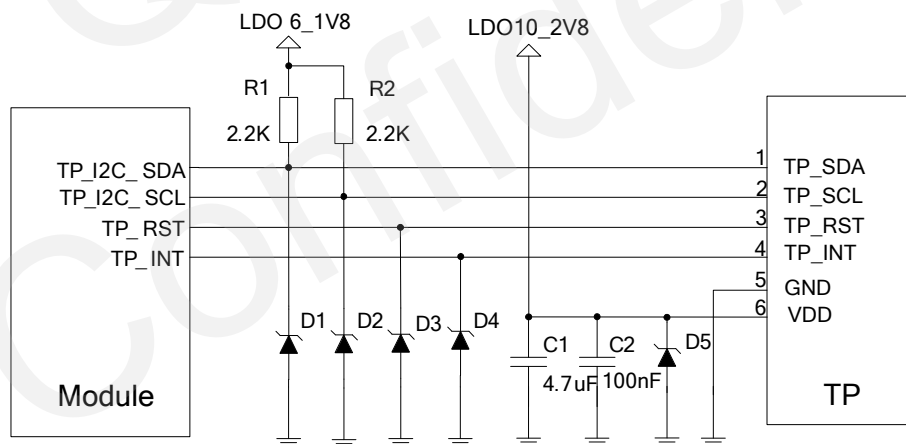 LDO 6_1V8
LDO10_2V8
R1
R2
2.2K
2.2K
TP_I2C_ SDA
TP_I2C_ SCL
TP_ RST
TP_ INT
1
2
3
4
5
6
TP_SDA
TP_SCL
TP_RST
TP_INT
GND
VDD
D1
D2
D3
D4
C1
C2
D5
4.7uF
100nF
Module
TP